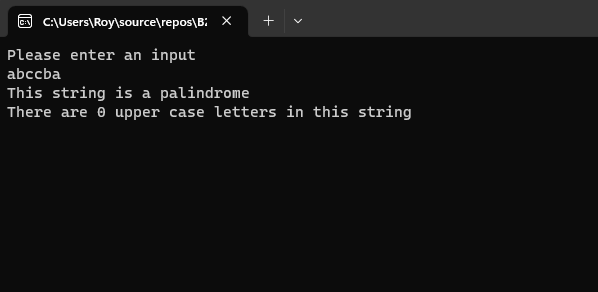 C:\Users\Roy\source\repos\B2
Please enter an input
abccba
This string is a palindrome
There are 0 upper case letters in this string